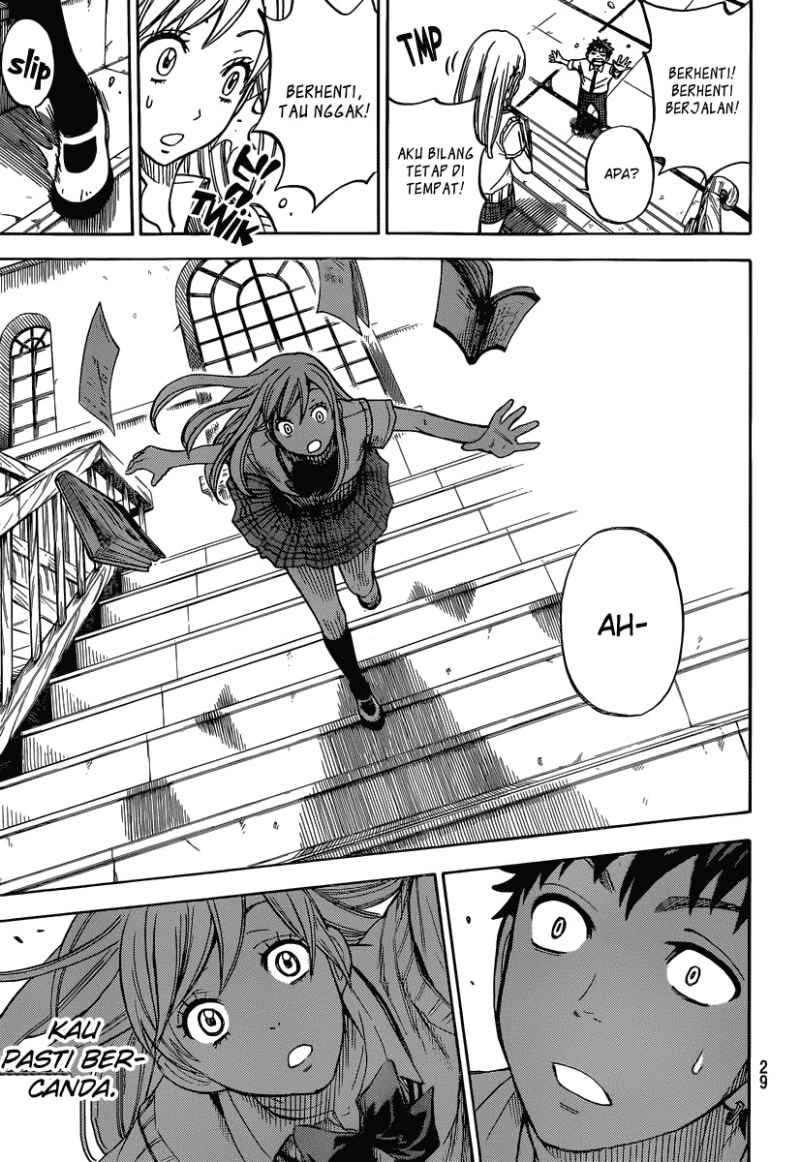 BERHENTI!
BERHENTI
BERJALAN!
APA?
TMP
AKU BILANG
TETAP DI
TEMPAT!
BERHENTI,
TAU NGGAK!
TWIK
slip
AH-
KAU
PASTI BER-
CANDA.
29